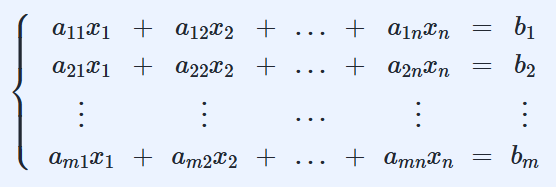 a₁₁x₁ + a₁₂x₂ + … + a₁ₙxₙ = b₁
a₂₁x₁ + a₂₂x₂ + … + a₂ₙxₙ = b₂
⋮ ⋮ … ⋮ ⋮
aₘ₁x₁ + aₘ₂x₂ + … + aₘₙxₙ = bₘ